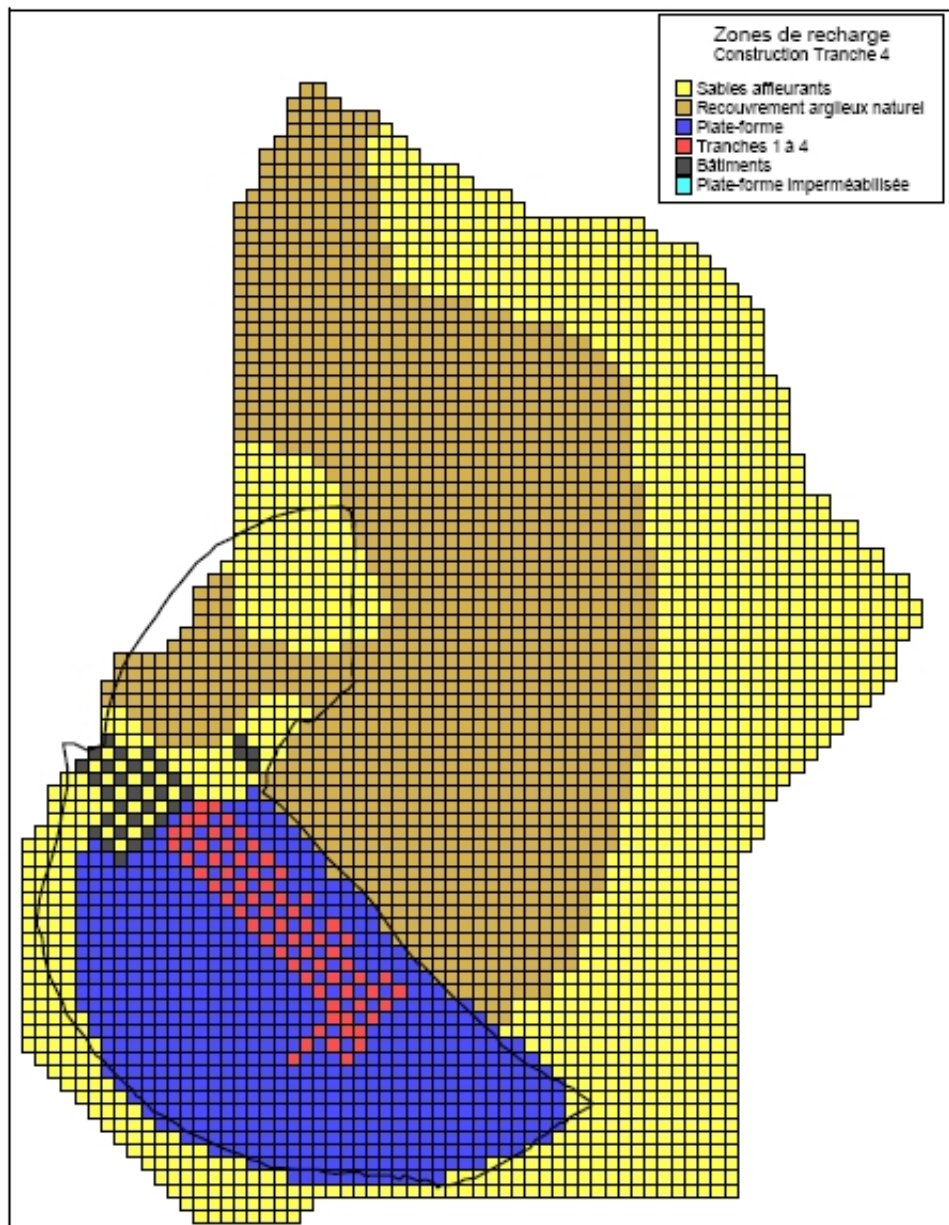 Zones de recharge
Construction Tranche 4
Sables affleurants
Recouvrement argileux naturel
Plate-forme
Tranches 1 à 4
Bâtiments
Plate-forme imperméabilisée